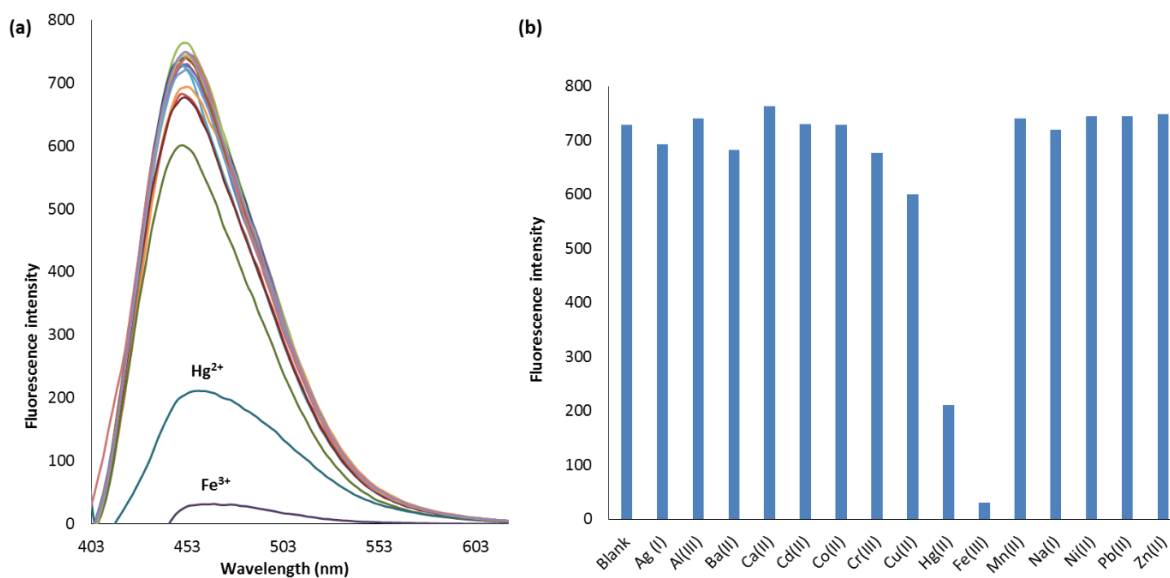 (a)
800
700
600
500
400
300
200
100
0
Fluorescence intensity
Hg²⁺
Fe³⁺
403 453 503 553 603
Wavelength (nm)
(b)
800
700
600
500
400
300
200
100
0
Fluorescence intensity
Blank
Ag (I)
Al(III)
Ba(II)
Ca(II)
Cd(II)
Co(II)
Cr(III)
Cu(II)
Hg(II)
Fe(III)
Mn(II)
Na(I)
Ni(II)
Pb(II)
Zn(II)